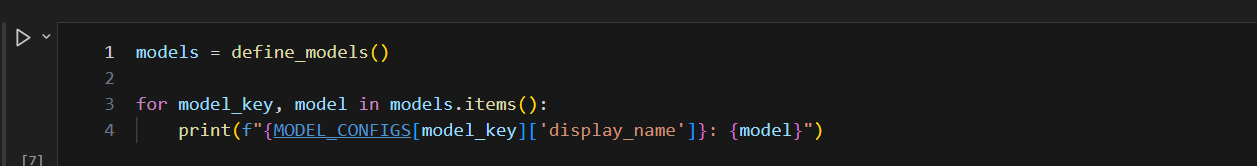 1 models = define_models()
2
3 for model_key, model in models.items():
4     print(f"{MODEL_CONFIGS[model_key]['display_name']}: {model}")
[7]